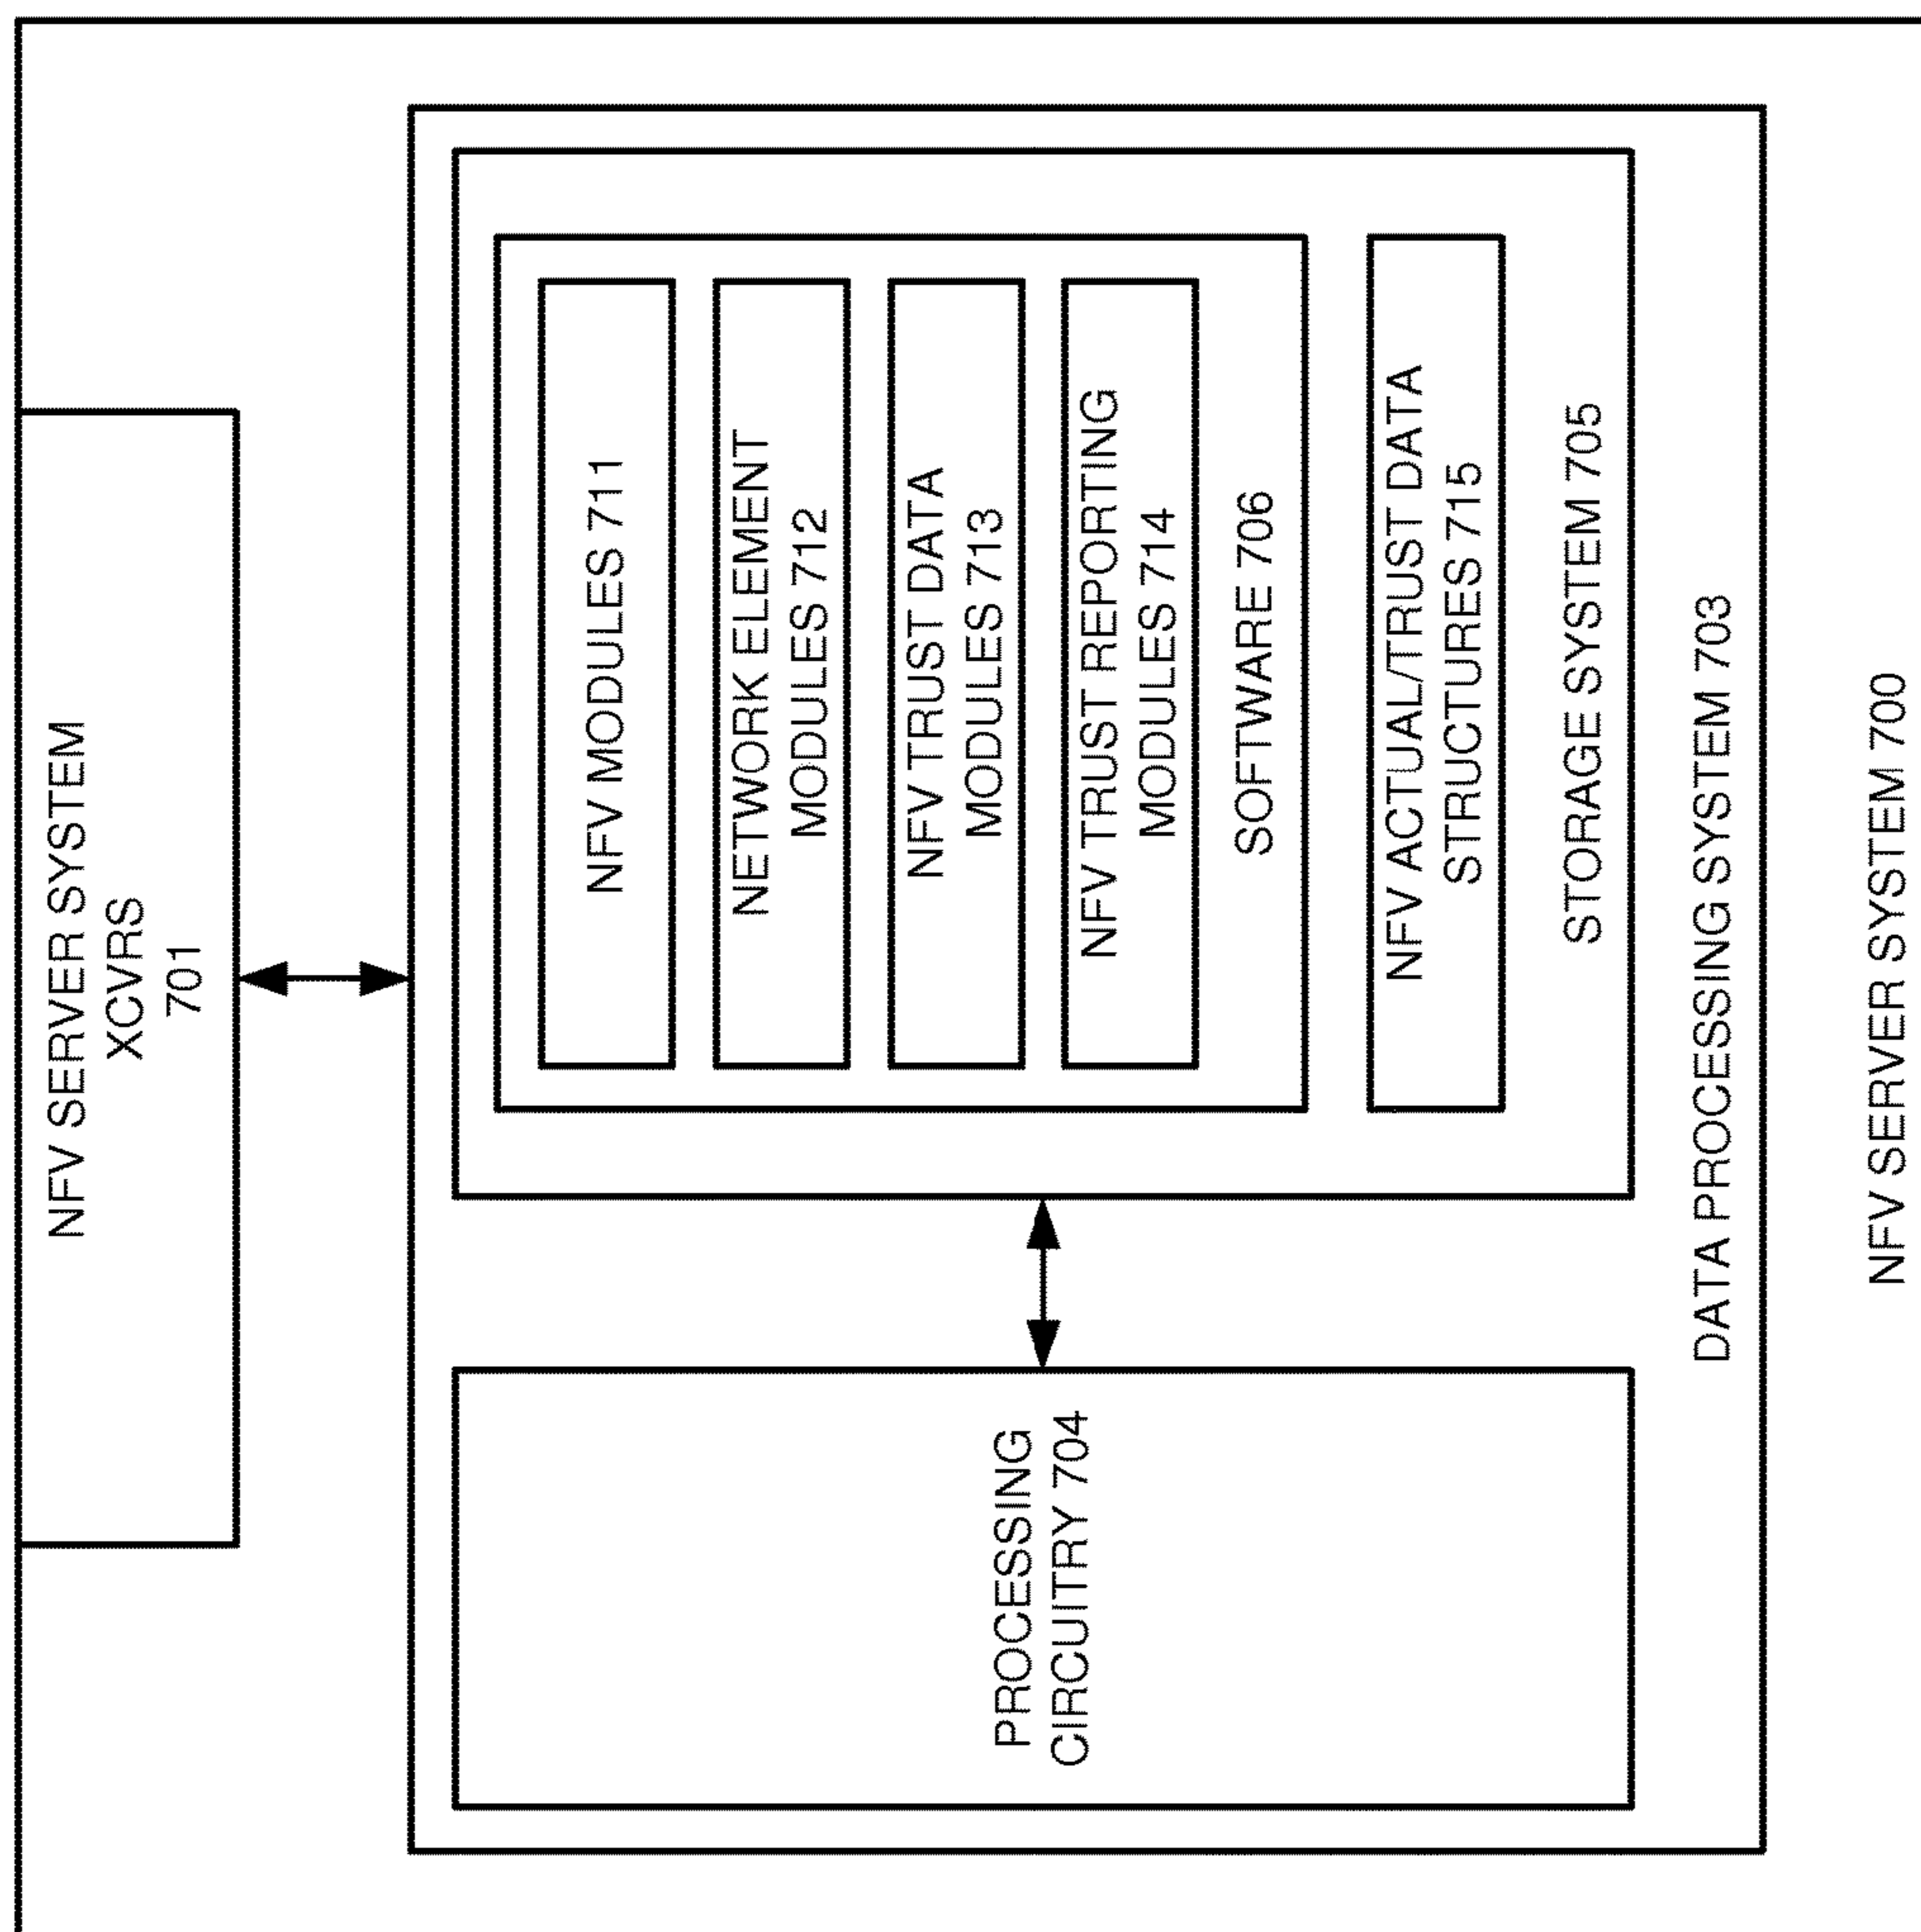 NFV SERVER SYSTEM
XCVRS
701
PROCESSING
CIRCUITRY 704
NFV MODULES 711
NETWORK ELEMENT
MODULES 712
NFV TRUST DATA
MODULES 713
NFV TRUST REPORTING
MODULES 714
SOFTWARE 706
NFV ACTUAL/TRUST DATA
STRUCTURES 715
STORAGE SYSTEM 705
DATA PROCESSING SYSTEM 703
NFV SERVER SYSTEM 700